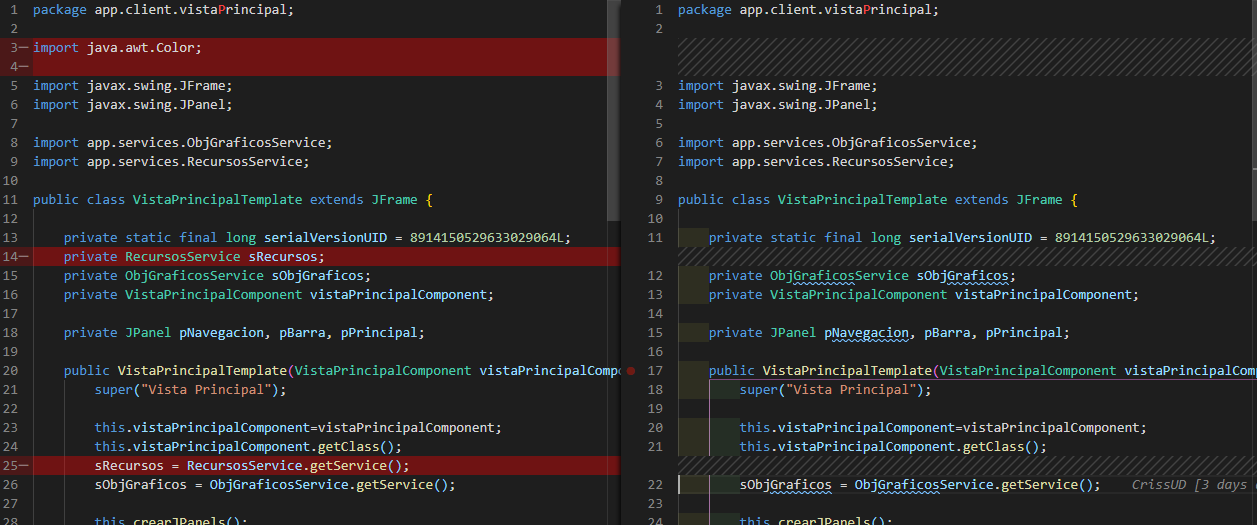 1 package app.client.vistaPrincipal;
2
3 import java.awt.Color;
4
5 import javax.swing.JFrame;
6 import javax.swing.JPanel;
7
8 import app.services.ObjGraficosService;
9 import app.services.RecursosService;
10
11 public class VistaPrincipalTemplate extends JFrame {
12
13 private static final long serialVersionUID = 8914150529633029064L;
14 private RecursosService sRecursos;
15 private ObjGraficosService sObjGraficos;
16 private VistaPrincipalComponent vistaPrincipalComponent;
17
18 private JPanel pNavegacion, pBarra, pPrincipal;
19
20 public VistaPrincipalTemplate(VistaPrincipalComponent vistaPrincipalCompo
21 super("Vista Principal");
22
23 this.vistaPrincipalComponent=vistaPrincipalComponent;
24 this.vistaPrincipalComponent.getClass();
25 sRecursos = RecursosService.getService();
26 sObjGraficos = ObjGraficosService.getService();
27
28 this.crearJPanels();
1 package app.client.vistaPrincipal;
2
3 import javax.swing.JFrame;
4 import javax.swing.JPanel;
5
6 import app.services.ObjGraficosService;
7 import app.services.RecursosService;
8
9 public class VistaPrincipalTemplate extends JFrame {
10
11 private static final long serialVersionUID = 8914150529633029064L;
12 private ObjGraficosService sObjGraficos;
13 private VistaPrincipalComponent vistaPrincipalComponent;
14
15 private JPanel pNavegacion, pBarra, pPrincipal;
16
17 public VistaPrincipalTemplate(VistaPrincipalComponent vistaPrincipalCom
18 super("Vista Principal");
19
20 this.vistaPrincipalComponent=vistaPrincipalComponent;
21 this.vistaPrincipalComponent.getClass();
22 sObjGraficos = ObjGraficosService.getService(); CrissUD [3 days
23
24 this.crearJPanels();